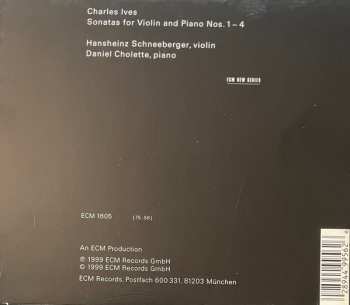 Charles Ives
Sonatas for Violin and Piano Nos. 1–4
Hansheinz Schneeberger, violin
Daniel Cholette, piano
ECM NEW SERIES
ECM 1605
An ECM Production
℗ 1999 ECM Records GmbH
© 1999 ECM Records GmbH
ECM Records, Postfach 600 331, 81203 München